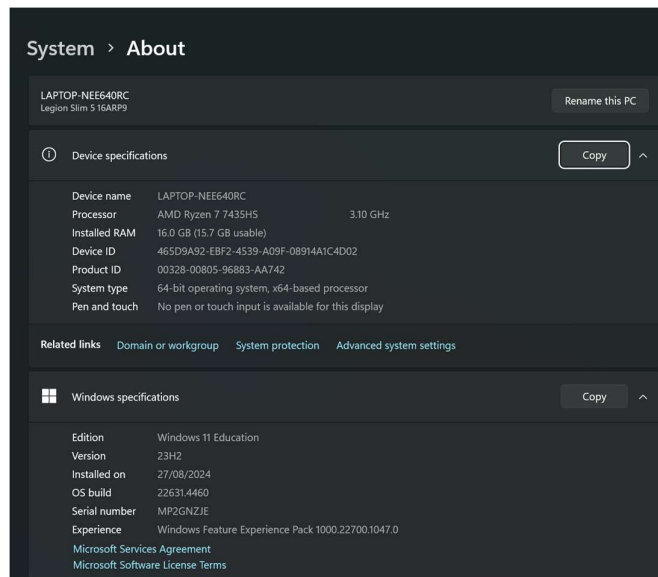 System > About
LAPTOP-NEE640RC
Legion Slim 5 16ARP9
Rename this PC
Device specifications
Copy
Device name LAPTOP-NEE640RC
Processor AMD Ryzen 7 7435HS 3.10 GHz
Installed RAM 16.0 GB (15.7 GB usable)
Device ID 465D9A92-EBF2-4539-A09F-08914A1C4D02
Product ID 00328-00805-96883-AA742
System type 64-bit operating system, x64-based processor
Pen and touch No pen or touch input is available for this display
Related links Domain or workgroup System protection Advanced system settings
Windows specifications
Copy
Edition Windows 11 Education
Version 23H2
Installed on 27/08/2024
OS build 22631.4460
Serial number MP2GNZJE
Experience Windows Feature Experience Pack 1000.22700.1047.0
Microsoft Services Agreement
Microsoft Software License Terms